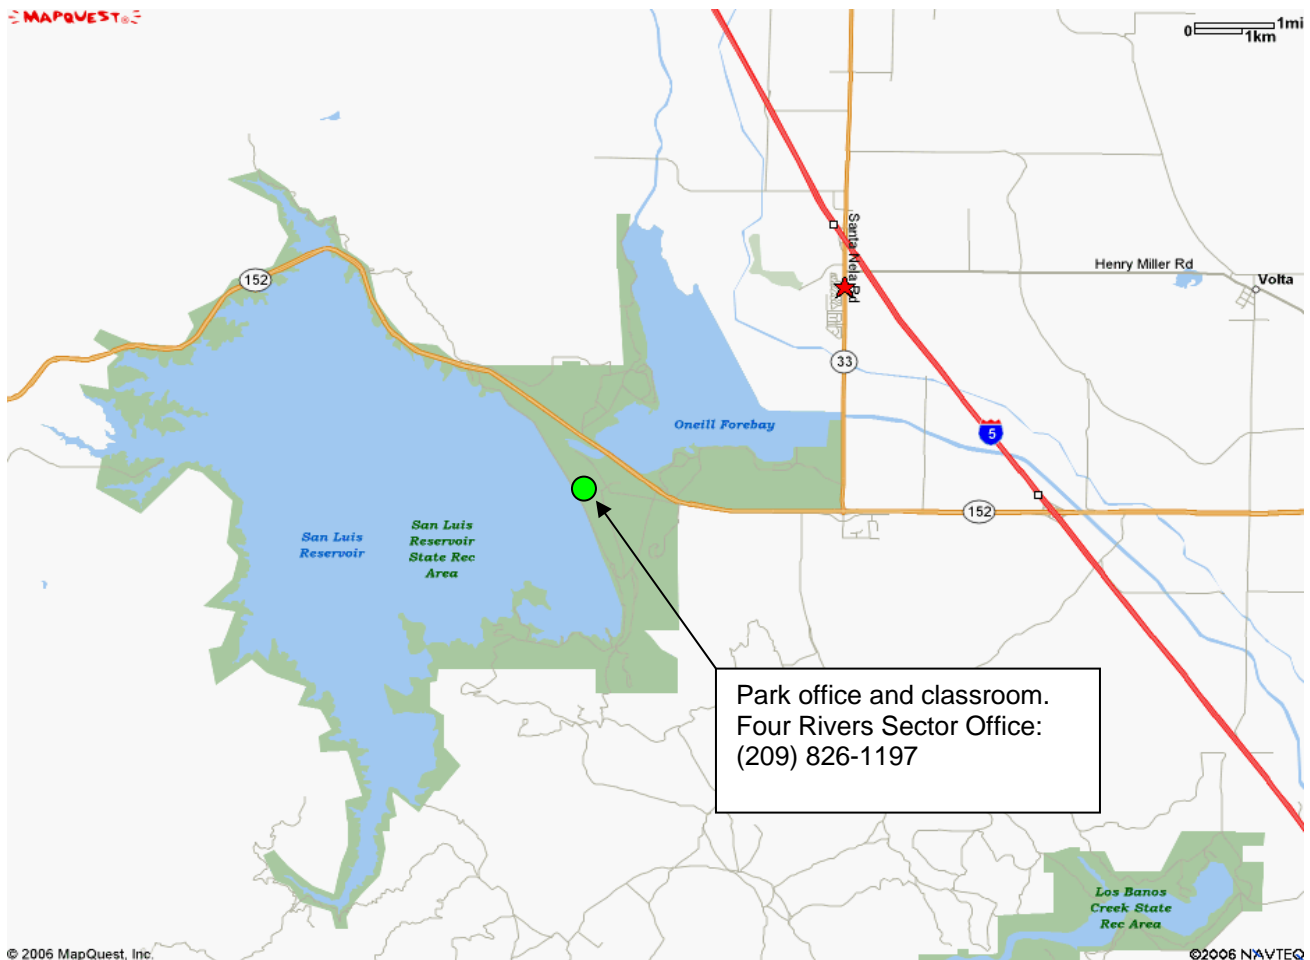 MAPQUEST®
1mi
0
1km
Santa Nela Rd
152
Henry Miller Rd
Volta
33
Oneill Forebay
5
152
San Luis
Reservoir
San Luis
Reservoir
State Rec
Area
Park office and classroom.
Four Rivers Sector Office:
(209) 826-1197
Los Banos
Creek State
Rec Area
© 2006 MapQuest, Inc.
©2006 NAVTEQ